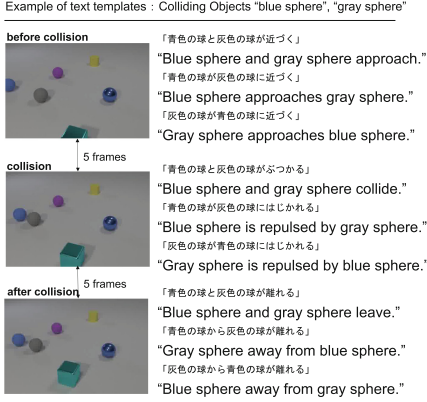 Example of text templates : Colliding Objects “blue sphere”, “gray sphere”
before collision
「青色の球と灰色の球が近づく」
“Blue sphere and gray sphere approach.”
「青色の球が灰色の球に近づく」
“Blue sphere approaches gray sphere.”
「灰色の球が青色の球に近づく」
“Gray sphere approaches blue sphere.”
5 frames
collision
「青色の球と灰色の球がぶつかる」
“Blue sphere and gray sphere collide.”
「青色の球が灰色の球にはじかれる」
“Blue sphere is repulsed by gray sphere.”
「灰色の球が青色の球にはじかれる」
“Gray sphere is repulsed by blue sphere.”
5 frames
after collision
「青色の球と灰色の球が離れる」
“Blue sphere and gray sphere leave.”
「青色の球から灰色の球が離れる」
“Gray sphere away from blue sphere.”
「灰色の球から青色の球が離れる」
“Blue sphere away from gray sphere.”